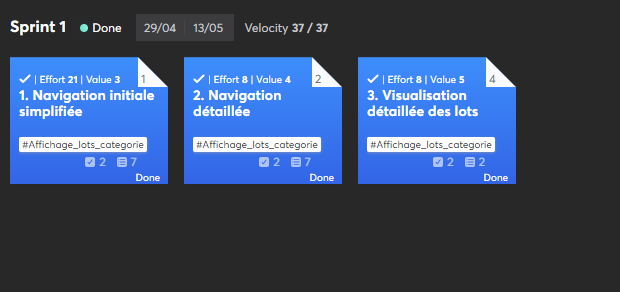 Sprint 1 Done 29/04 13/05 Velocity 37 / 37
| Effort 21 | Value 3 1
1. Navigation initiale
simplifiée
#Affichage_lots_categorie
2 7
Done
| Effort 8 | Value 4 2
2. Navigation
détaillée
#Affichage_lots_categorie
2 7
Done
| Effort 8 | Value 5 4
3. Visualisation
détaillée des lots
#Affichage_lots_categorie
2 2
Done